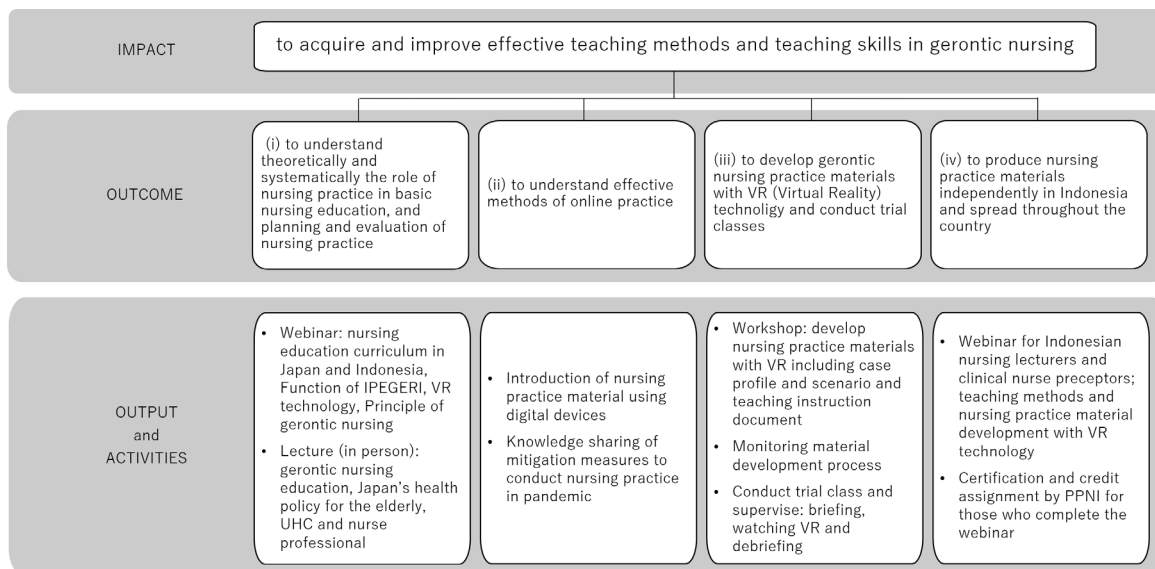 IMPACT
to acquire and improve effective teaching methods and teaching skills in gerontic nursing
OUTCOME
(i) to understand
theoretically and
systematically the role of
nursing practice in basic
nursing education, and
planning and evaluation of
nursing practice
(ii) to understand effective
methods of online practice
(iii) to develop gerontic
nursing practice materials
with VR (Virtual Reality)
technoligy and conduct trial
classes
(iv) to produce nursing
practice materials
independently in Indonesia
and spread throughout the
country
OUTPUT
and
ACTIVITIES
• Webinar: nursing
education curriculum in
Japan and Indonesia,
Function of IPEGERI, VR
technology, Principle of
gerontic nursing
• Lecture (in person):
gerontic nursing
education, Japan's health
policy for the elderly,
UHC and nurse
professional
• Introduction of nursing
practice material using
digital devices
• Knowledge sharing of
mitigation measures to
conduct nursing practice
in pandemic
• Workshop: develop
nursing practice materials
with VR including case
profile and scenario and
teaching instruction
document
• Monitoring material
development process
• Conduct trial class and
supervise: briefing,
watching VR and
debriefing
• Webinar for Indonesian
nursing lecturers and
clinical nurse preceptors;
teaching methods and
nursing practice material
development with VR
technology
• Certification and credit
assignment by PPNI for
those who complete the
webinar